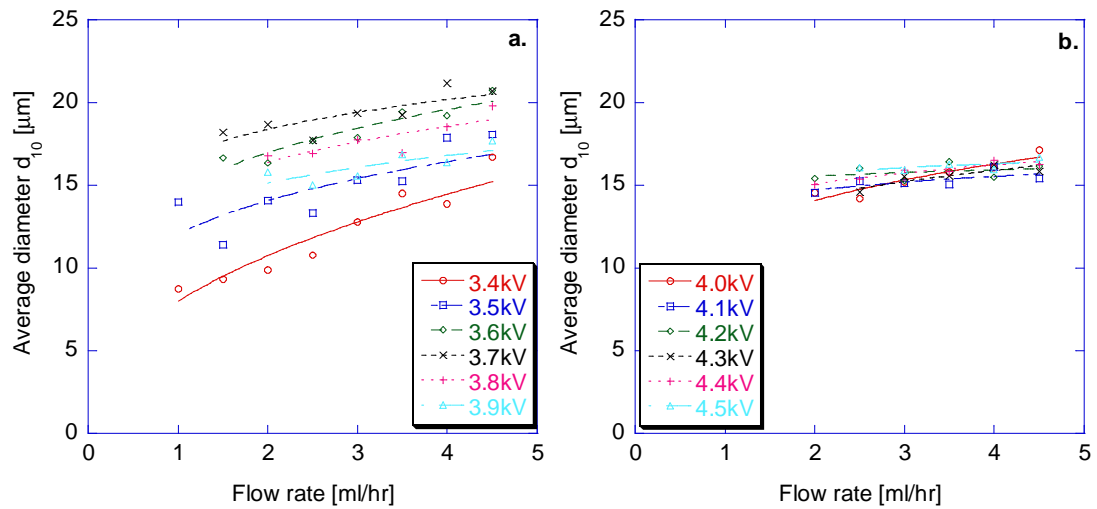 a.
25
20
15
10
5
0
Average diameter d10 [µm]
0 1 2 3 4 5
Flow rate [ml/hr]
3.4kV
3.5kV
3.6kV
3.7kV
3.8kV
3.9kV
b.
25
20
15
10
5
0
Average diameter d10 [µm]
0 1 2 3 4 5
Flow rate [ml/hr]
4.0kV
4.1kV
4.2kV
4.3kV
4.4kV
4.5kV